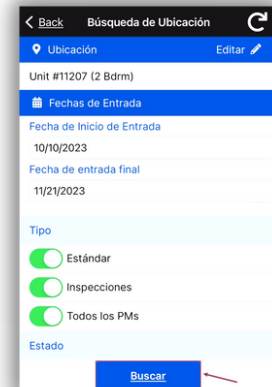 Back Búsqueda de Ubicación
Ubicación Editar
Unit #11207 (2 Bdrm)
Fechas de Entrada
Fecha de Inicio de Entrada
10/10/2023
Fecha de entrada final
11/21/2023
Tipo
Estándar
Inspecciones
Todos los PMs
Estado
Buscar